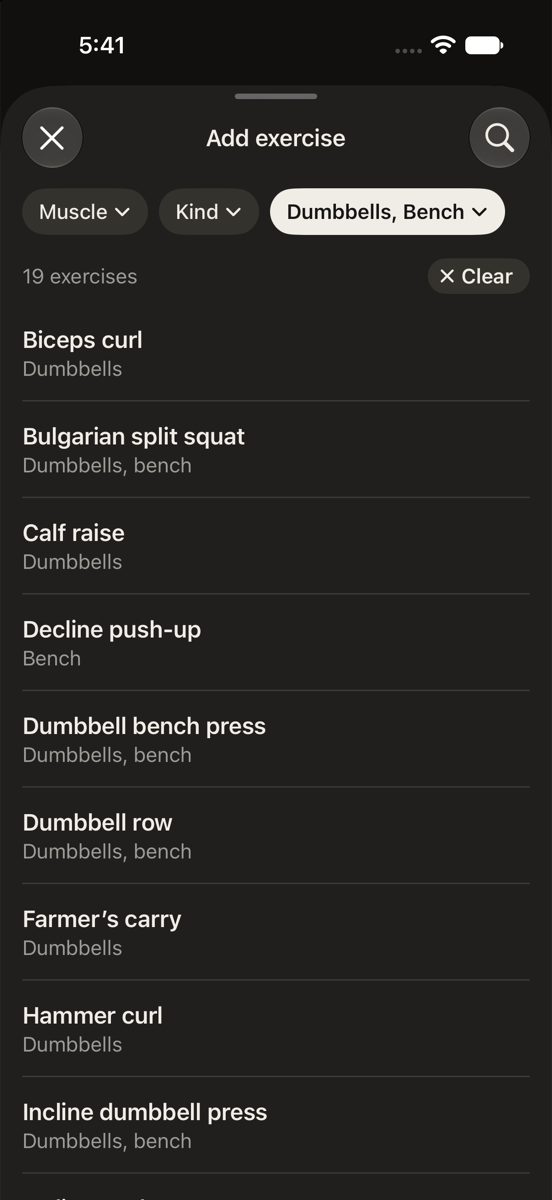 5:41
Add exercise
Muscle
Kind
Dumbbells, Bench
19 exercises
Clear
Biceps curl
Dumbbells
Bulgarian split squat
Dumbbells, bench
Calf raise
Dumbbells
Decline push-up
Bench
Dumbbell bench press
Dumbbells, bench
Dumbbell row
Dumbbells, bench
Farmer’s carry
Dumbbells
Hammer curl
Dumbbells
Incline dumbbell press
Dumbbells, bench